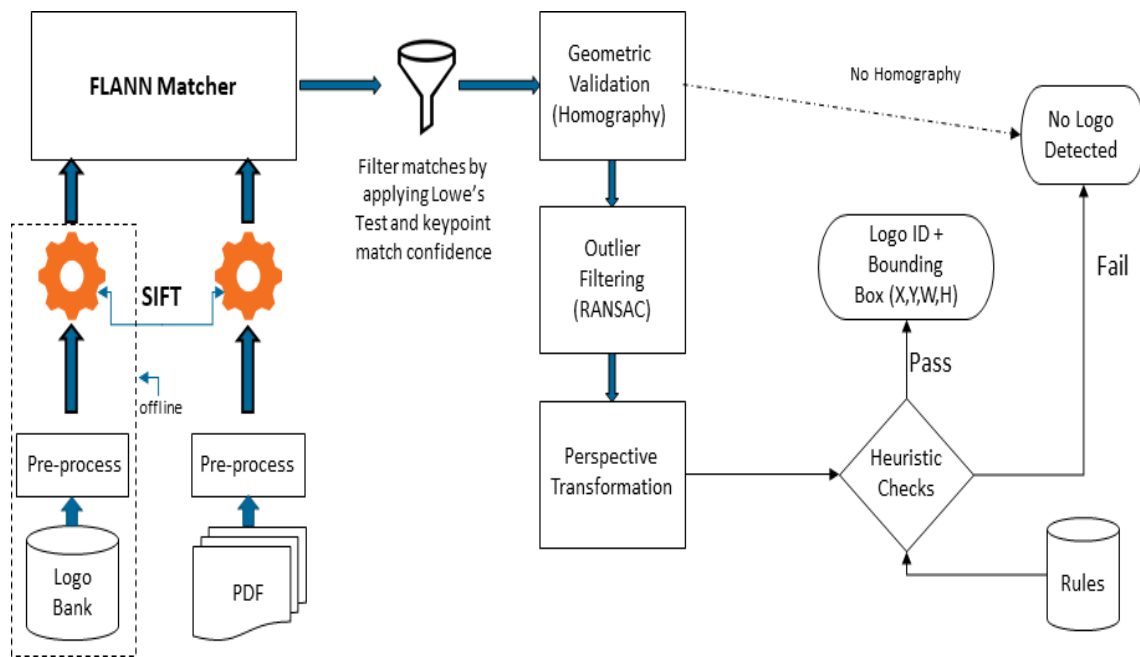 FLANN Matcher
Filter matches by
applying Lowe's
Test and keypoint
match confidence
Geometric
Validation
(Homography)
No Homography
No Logo
Detected
Outlier
Filtering
(RANSAC)
Logo ID +
Bounding
Box (X,Y,W,H)
Fail
Pass
SIFT
offline
Pre-process
Pre-process
Logo
Bank
PDF
Perspective
Transformation
Heuristic
Checks
Rules